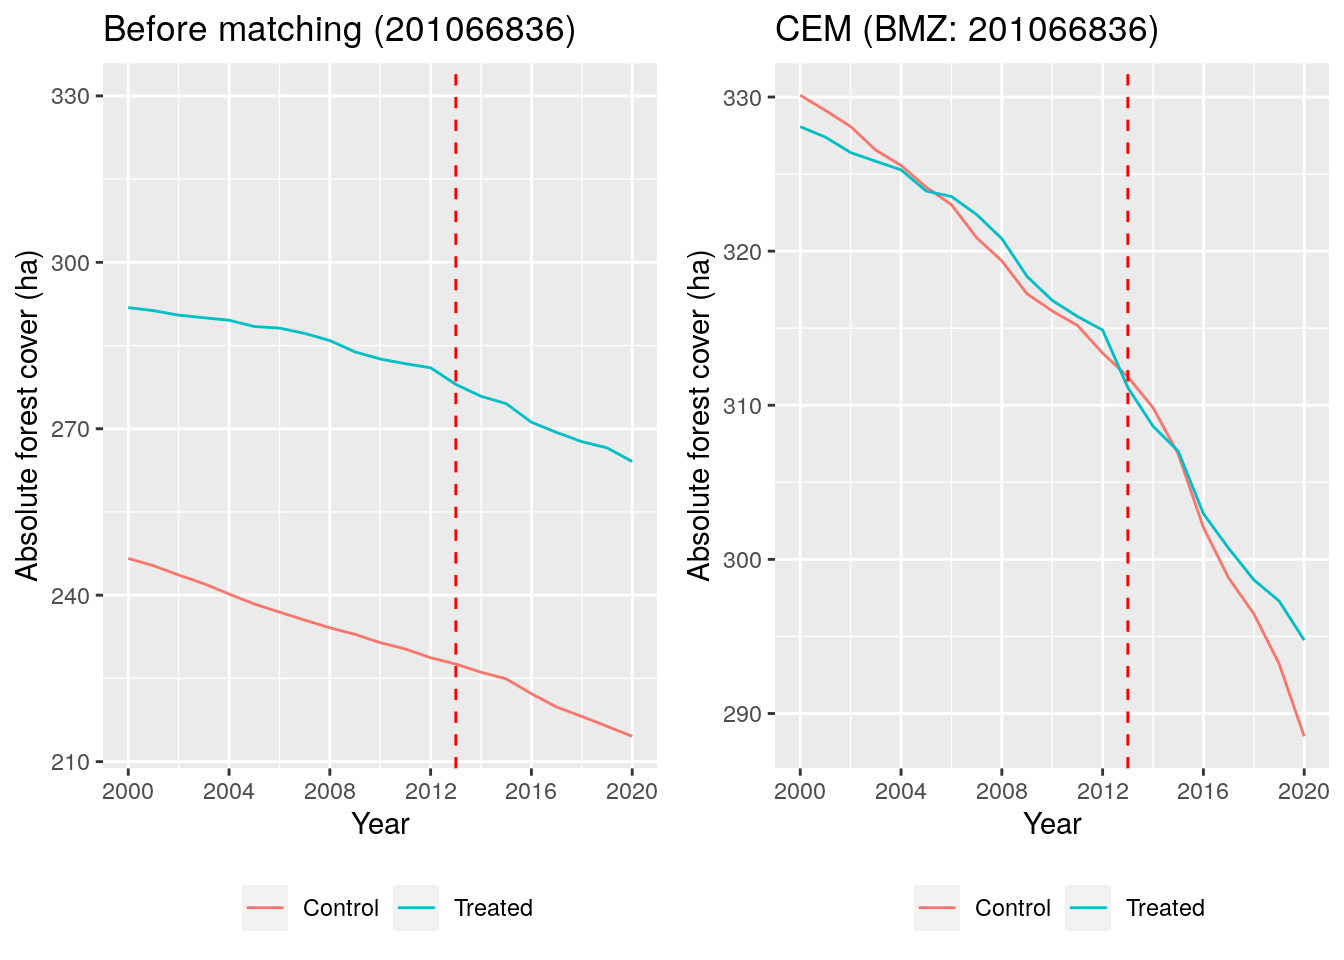 Before matching (201066836)
Absolute forest cover (ha)
330
300
270
240
210
2000 2004 2008 2012 2016 2020
Year
Control Treated
CEM (BMZ: 201066836)
Absolute forest cover (ha)
330
320
310
300
290
2000 2004 2008 2012 2016 2020
Year
Control Treated